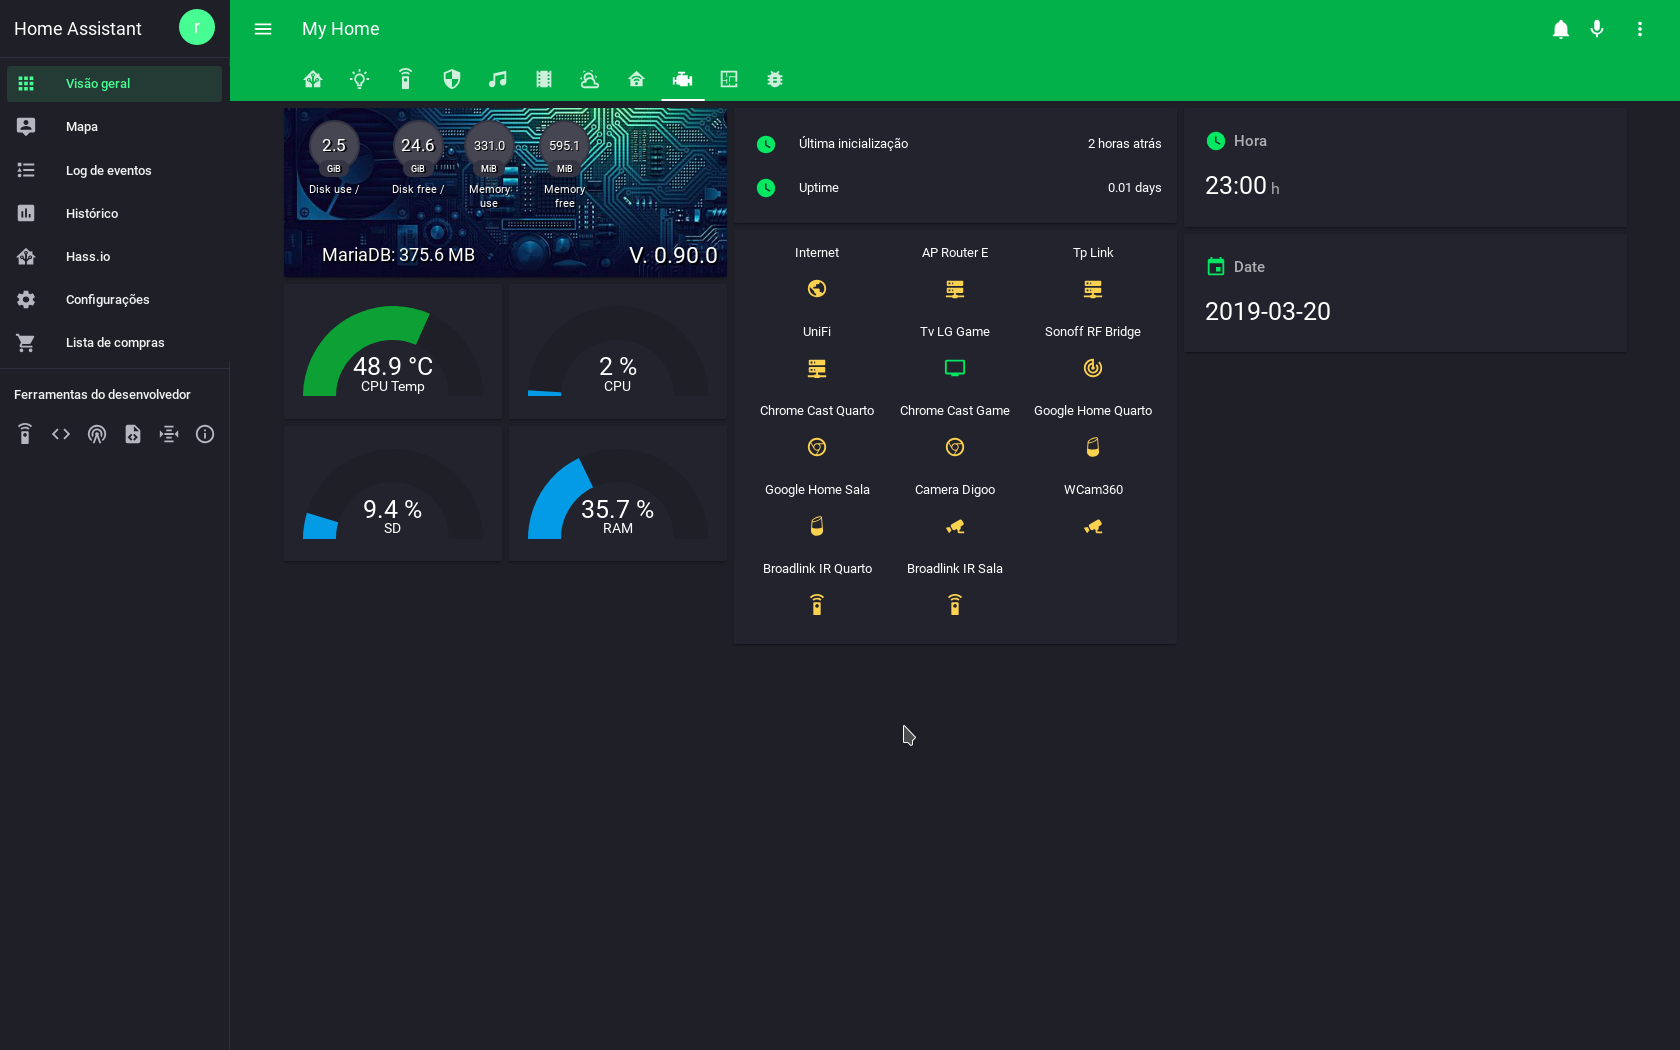 Home Assistant
r
My Home
Visão geral
Mapa
Log de eventos
Histórico
Hass.io
Configurações
Lista de compras
Ferramentas do desenvolvedor
2.5
GiB
Disk use /
24.6
GiB
Disk free /
331.0
MiB
Memory
use
595.1
MiB
Memory
free
MariaDB: 375.6 MB
V. 0.90.0
48.9 °C
CPU Temp
2 %
CPU
9.4 %
SD
35.7 %
RAM
Última inicialização 2 horas atrás
Uptime 0.01 days
Internet AP Router E Tp Link
UniFi Tv LG Game Sonoff RF Bridge
Chrome Cast Quarto Chrome Cast Game Google Home Quarto
Google Home Sala Camera Digoo WCam360
Broadlink IR Quarto Broadlink IR Sala
Hora
23:00 h
Date
2019-03-20